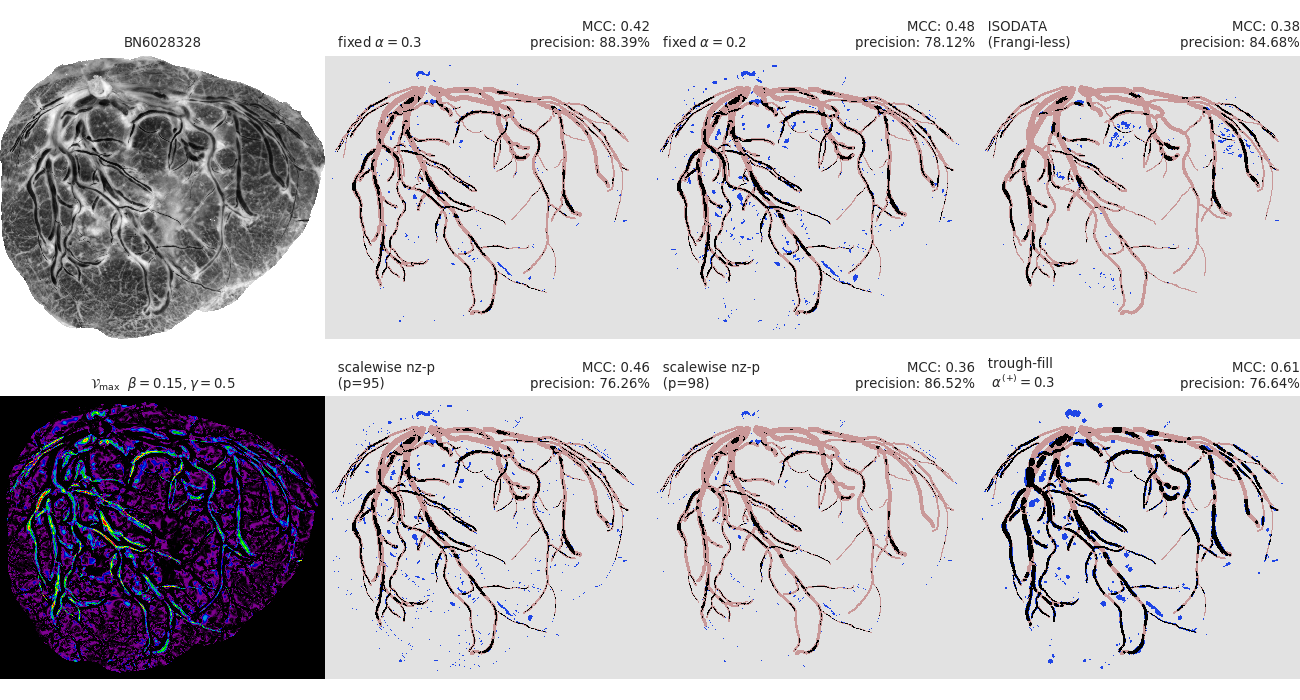 BN6028328
fixed α = 0.3
MCC: 0.42
precision: 88.39%
fixed α = 0.2
MCC: 0.48
precision: 78.12%
ISODATA
(Frangi-less)
MCC: 0.38
precision: 84.68%
𝒱max β = 0.15, γ = 0.5
scalewise nz-p
(p=95)
MCC: 0.46
precision: 76.26%
scalewise nz-p
(p=98)
MCC: 0.36
precision: 86.52%
trough-fill
α(+) = 0.3
MCC: 0.61
precision: 76.64%